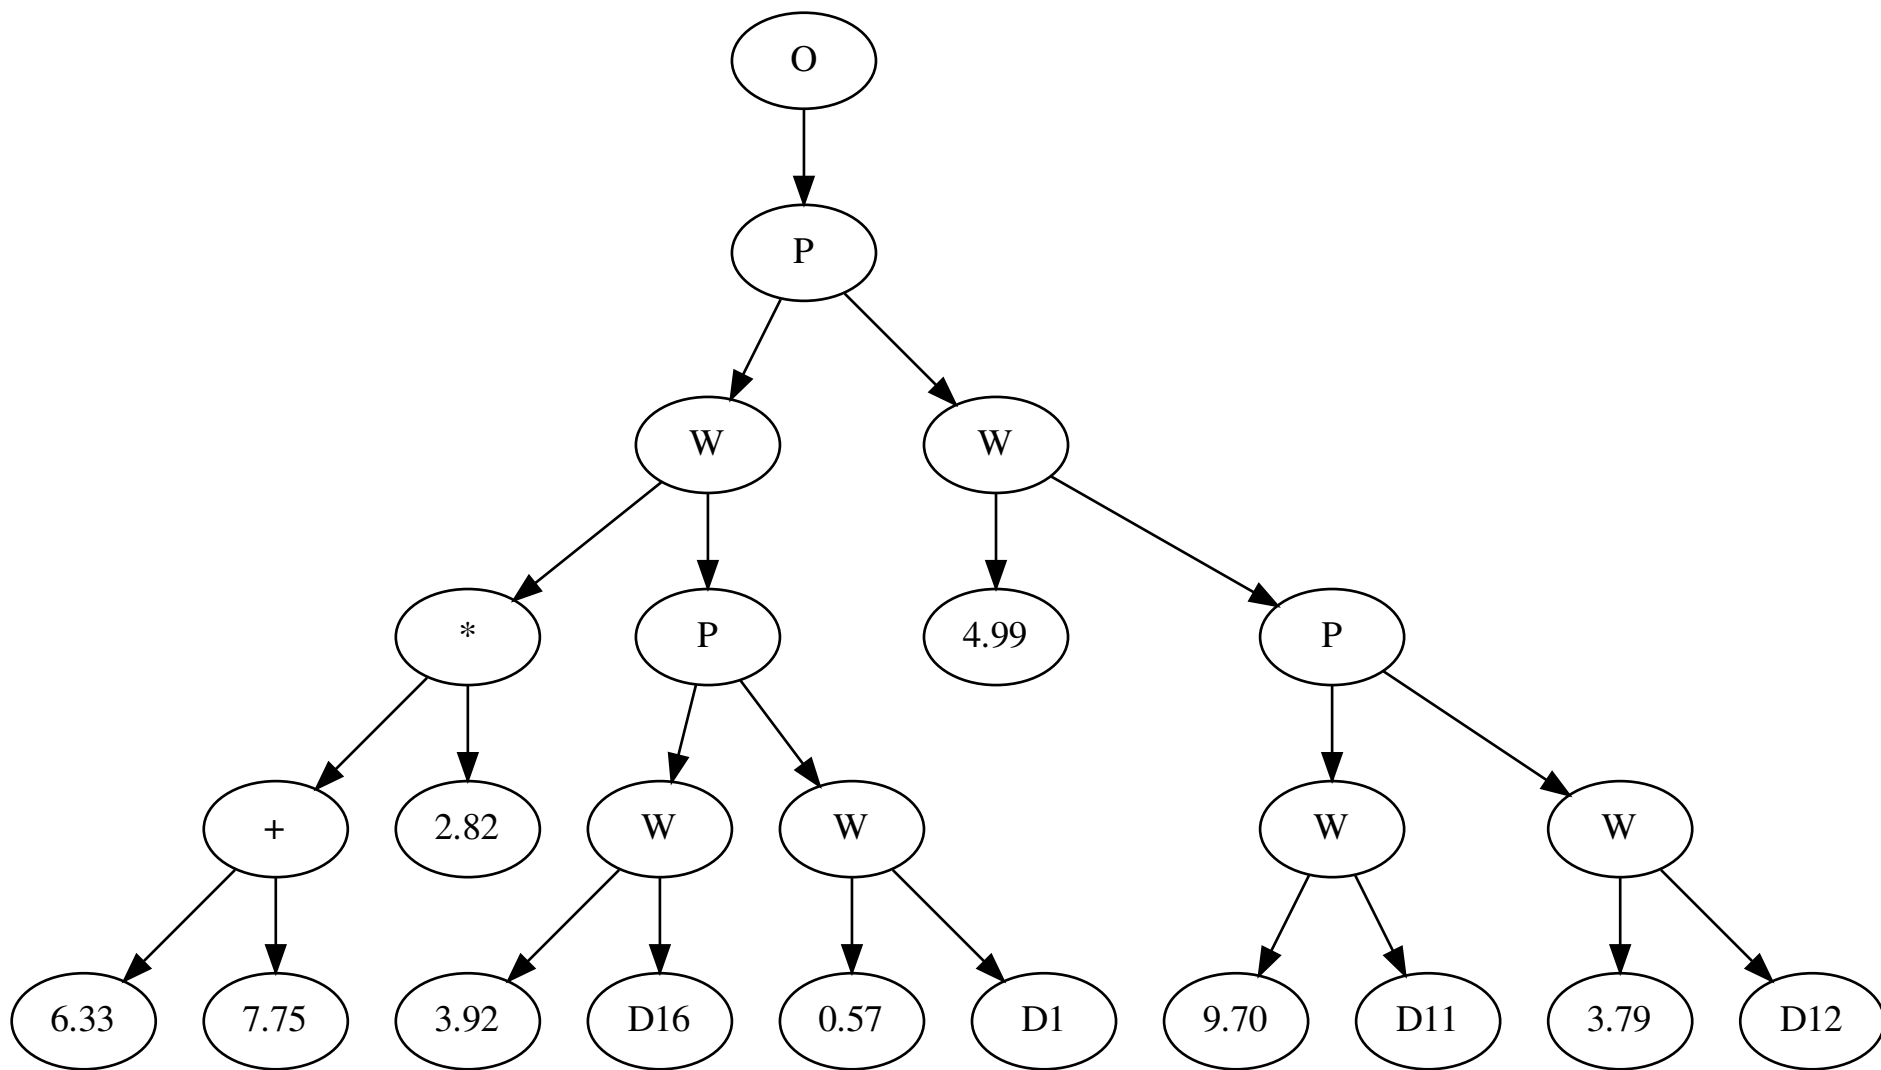 O
P
W W
* P 4.99 P
+ 2.82 W W W W
6.33 7.75 3.92 D16 0.57 D1 9.70 D11 3.79 D12